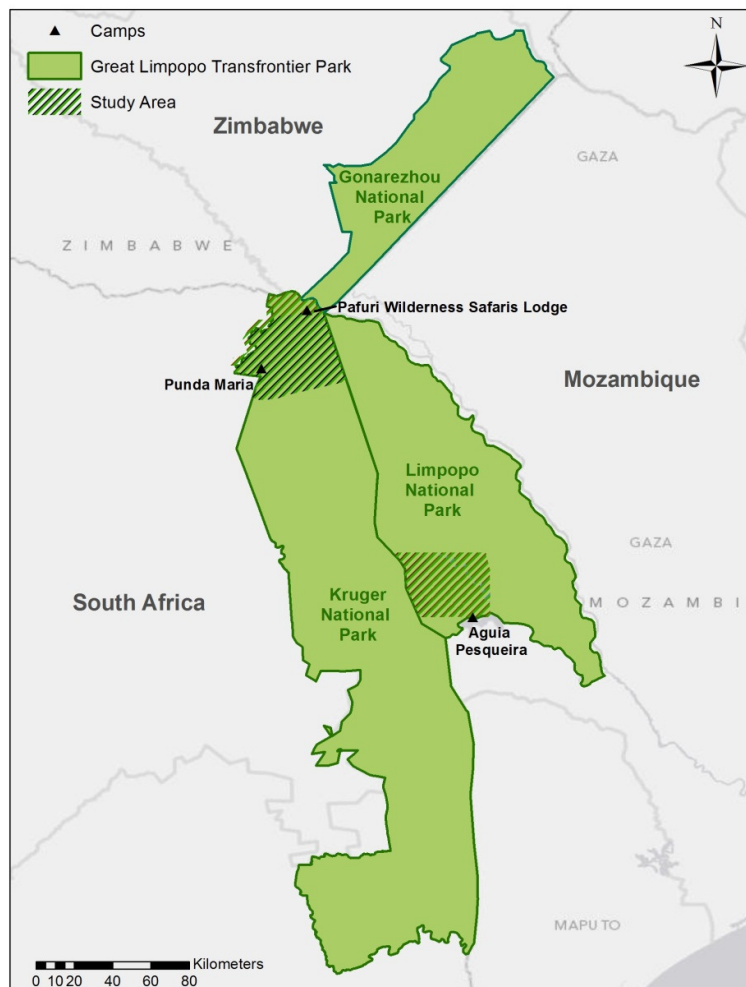 Camps
Great Limpopo Transfrontier Park
Study Area
N
Zimbabwe
GAZA
Gonarezhou
National
Park
ZIMBABWE
Pafuri Wilderness Safaris Lodge
Punda Maria
Mozambique
Limpopo
National
Park
GAZA
South Africa
Kruger
National
Park
MOZAMBI
Aguia
Pesqueira
MAPUTO
Kilometers
0 10 20 40 60 80